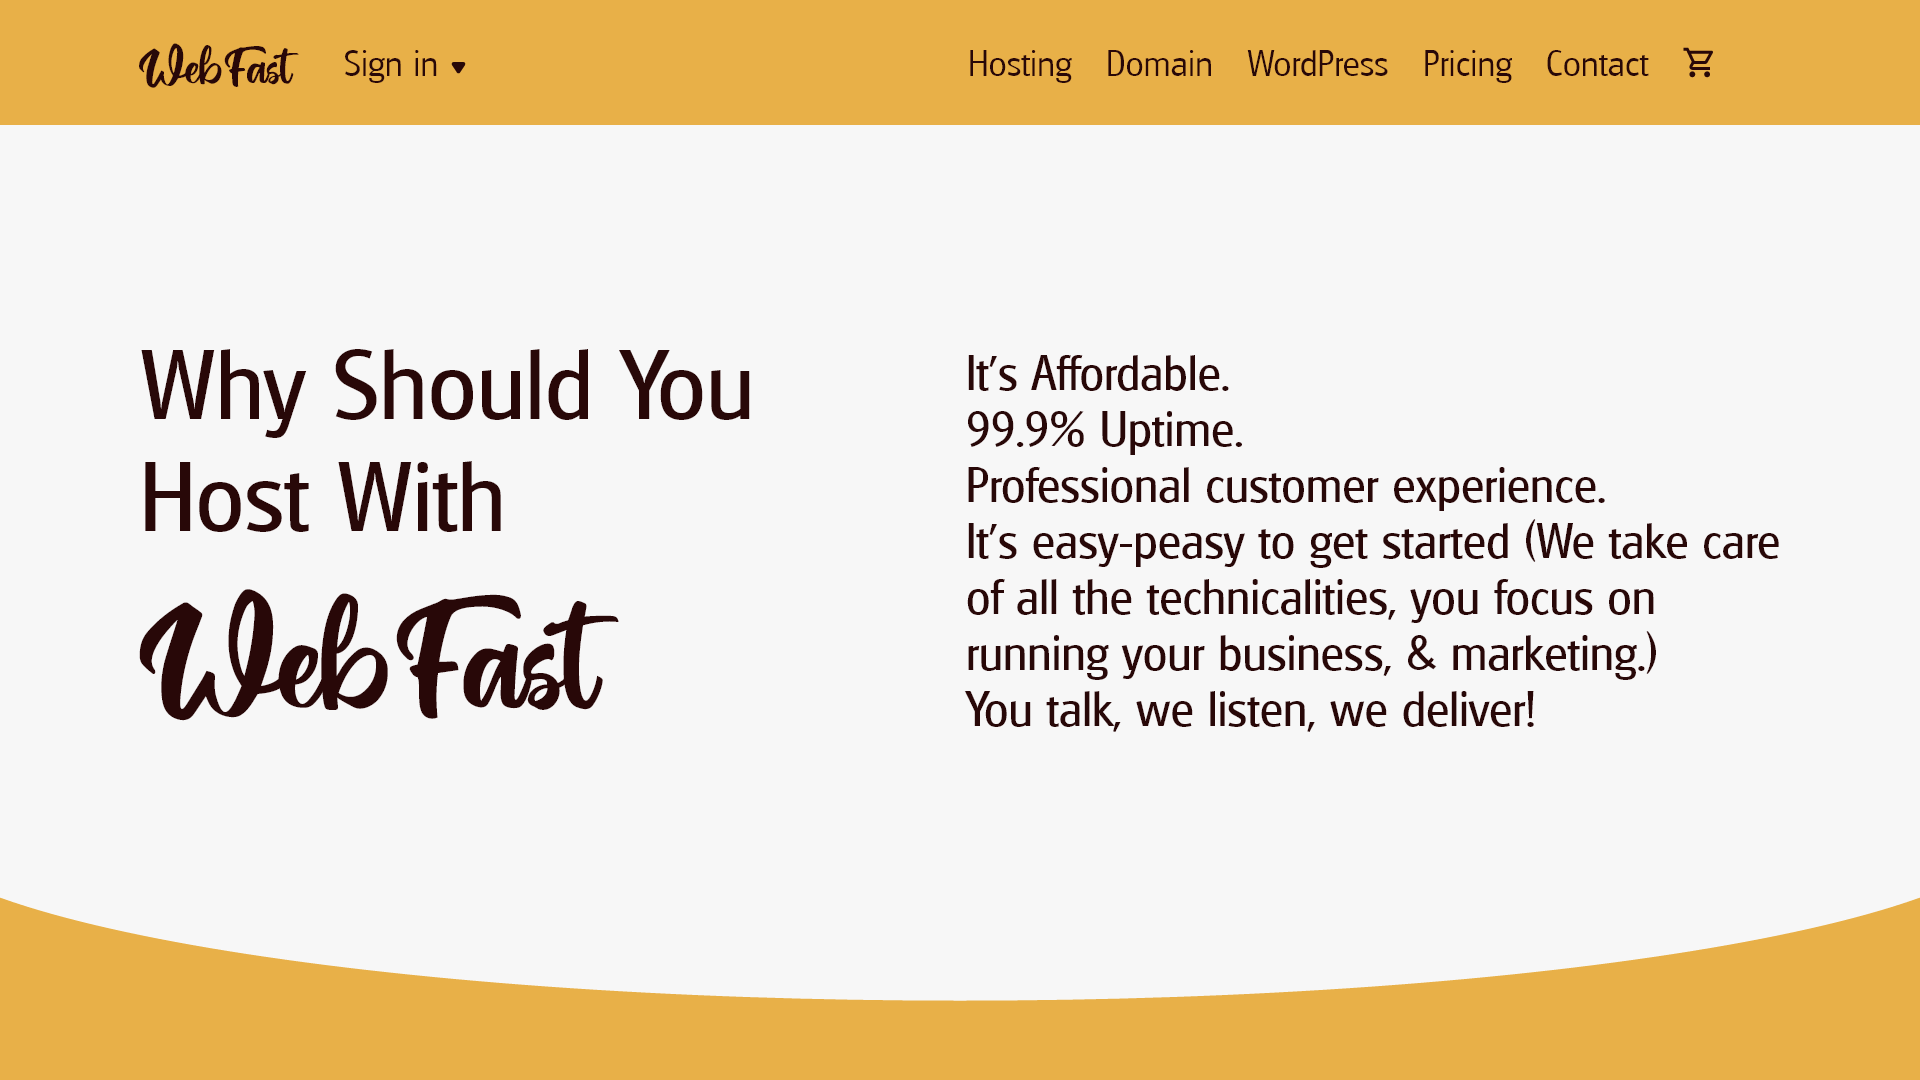 WebFast Sign in Hosting Domain WordPress Pricing Contact
Why Should You
Host With
WebFast
It’s Affordable.
99.9% Uptime.
Professional customer experience.
It’s easy-peasy to get started (We take care
of all the technicalities, you focus on
running your business, & marketing.)
You talk, we listen, we deliver!